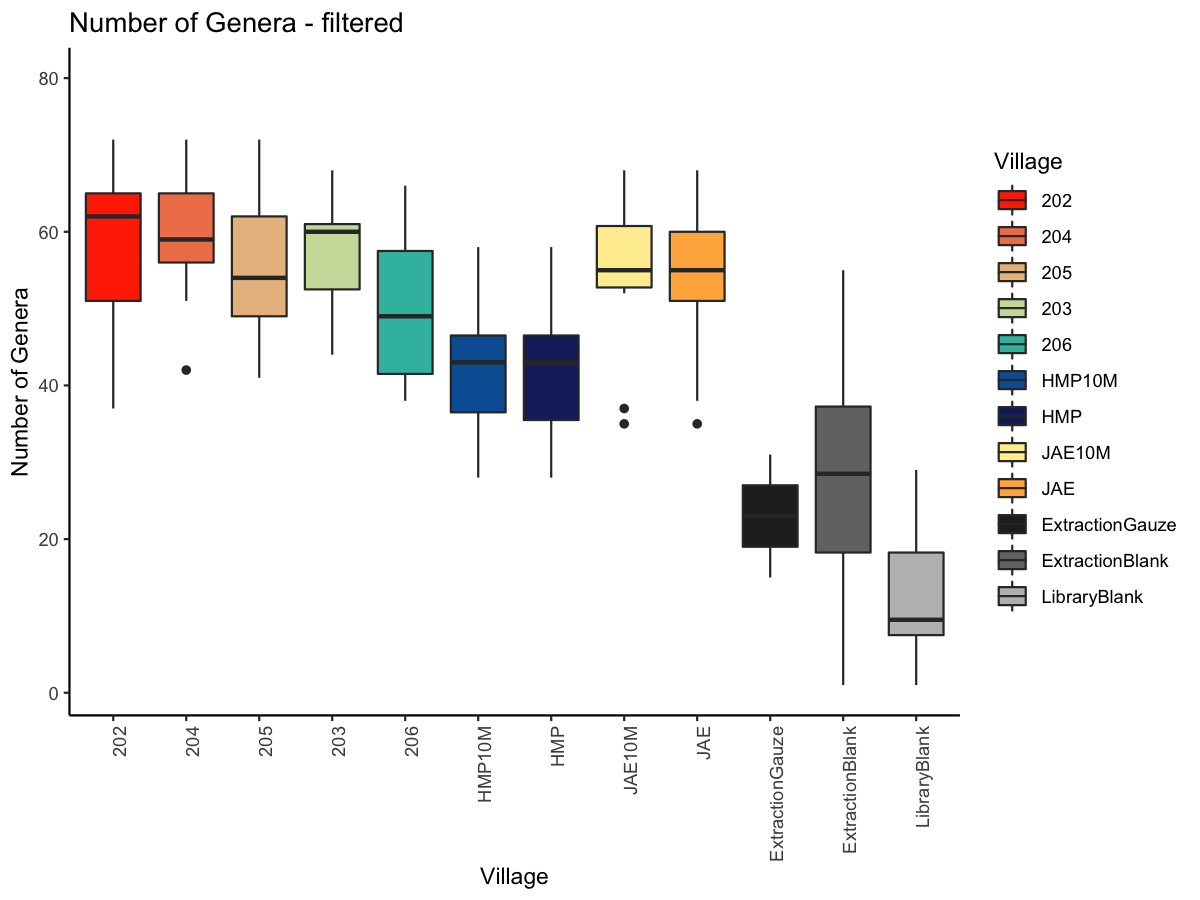 Number of Genera - filtered
Number of Genera
80
60
40
20
0
202
204
205
203
206
HMP10M
HMP
JAE10M
JAE
ExtractionGauze
ExtractionBlank
LibraryBlank
Village
Village
202
204
205
203
206
HMP10M
HMP
JAE10M
JAE
ExtractionGauze
ExtractionBlank
LibraryBlank